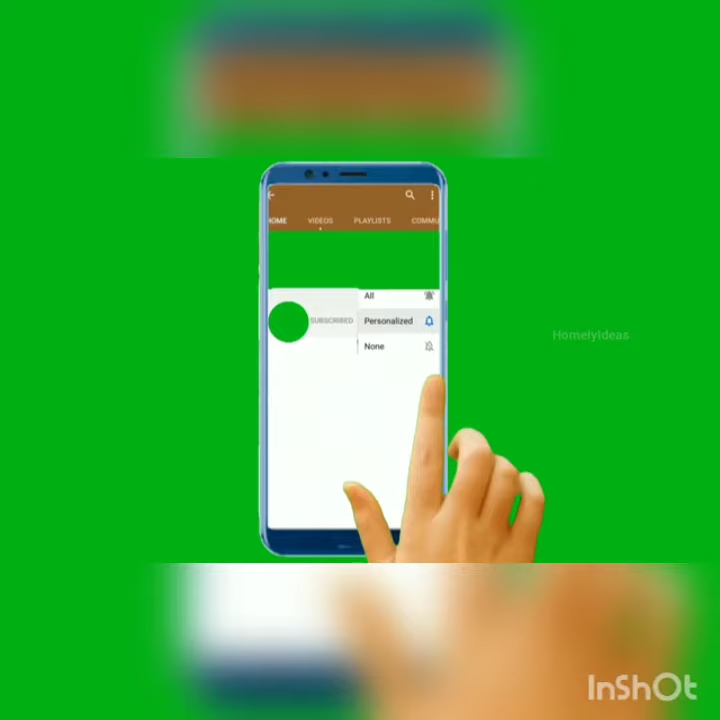 HOME VIDEOS PLAYLISTS COMMU
All
SUBSCRIBED Personalized
None
HomelyIdeas
InShOt